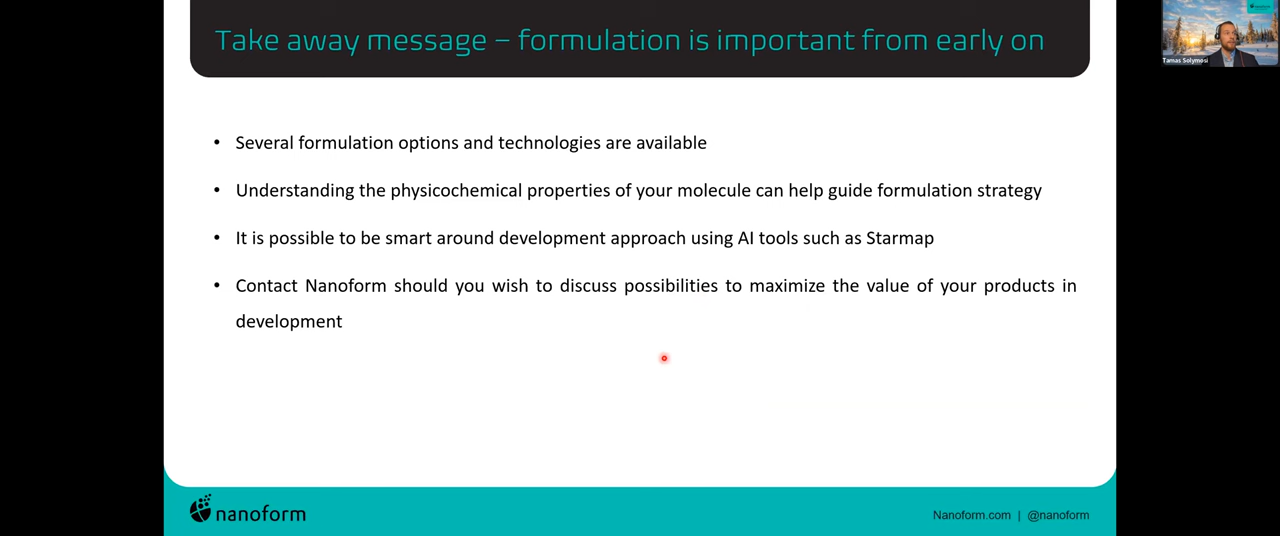 Take away message – formulation is important from early on
Tamas Solymosi
• Several formulation options and technologies are available
• Understanding the physicochemical properties of your molecule can help guide formulation strategy
• It is possible to be smart around development approach using AI tools such as Starmap
• Contact Nanoform should you wish to discuss possibilities to maximize the value of your products in
development
nanoform
Nanoform.com | @nanoform